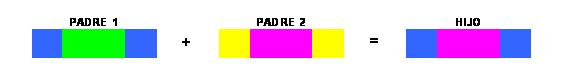 PADRE 1 PADRE 2 HIJO
+ =